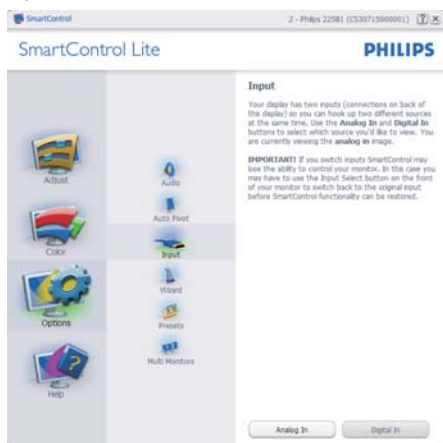 SmartControl
2 - Philips 225B1 (CS30715000001)
? X
SmartControl Lite
PHILIPS
Adjust
Color
Options
Help
Audio
Auto Pivot
Input
Wizard
Presets
Multi Monitors
Input
Your display has two inputs (connections on back of
this display) so you can hook up two different sources
at the same time. Use the Analog In and Digital In
buttons to select which source you'd like to view. You
are currently viewing the analog in image.
IMPORTANT! If you switch inputs SmartControl may
lose the ability to control your monitor. In this case you
may have to use the Input Select button on the front
of your monitor to switch back to the original input
before SmartControl functionality can be restored.
Analog In
Digital In